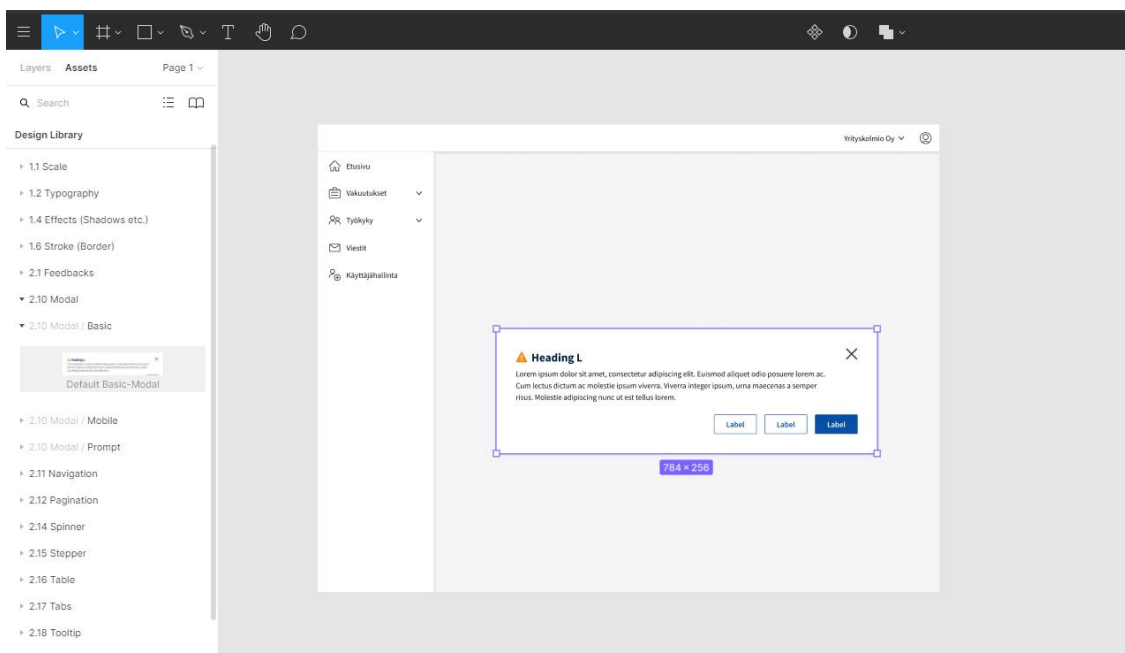 Layers Assets Page 1
Search
Design Library
1.1 Scale
1.2 Typography
1.4 Effects (Shadows etc.)
1.6 Stroke (Border)
2.1 Feedbacks
2.10 Modal
2.10 Modal / Basic
Default Basic-Modal
2.10 Modal / Mobile
2.10 Modal / Prompt
2.11 Navigation
2.12 Pagination
2.14 Spinner
2.15 Stepper
2.16 Table
2.17 Tabs
2.18 Tooltip
Yrityskolmio Oy
Etusivu
Vakuutukset
Työkyky
Viestit
Käyttäjähallinta
Heading L
Lorem ipsum dolor sit amet, consectetur adipiscing elit. Euismod aliquet odio posuere lorem ac.
Cum lectus dictum ac molestie ipsum viverra. Viverra integer ipsum, urna maecenas a semper
risus. Molestie adipiscing nunc ut est tellus lorem.
Label Label Label
784 × 256